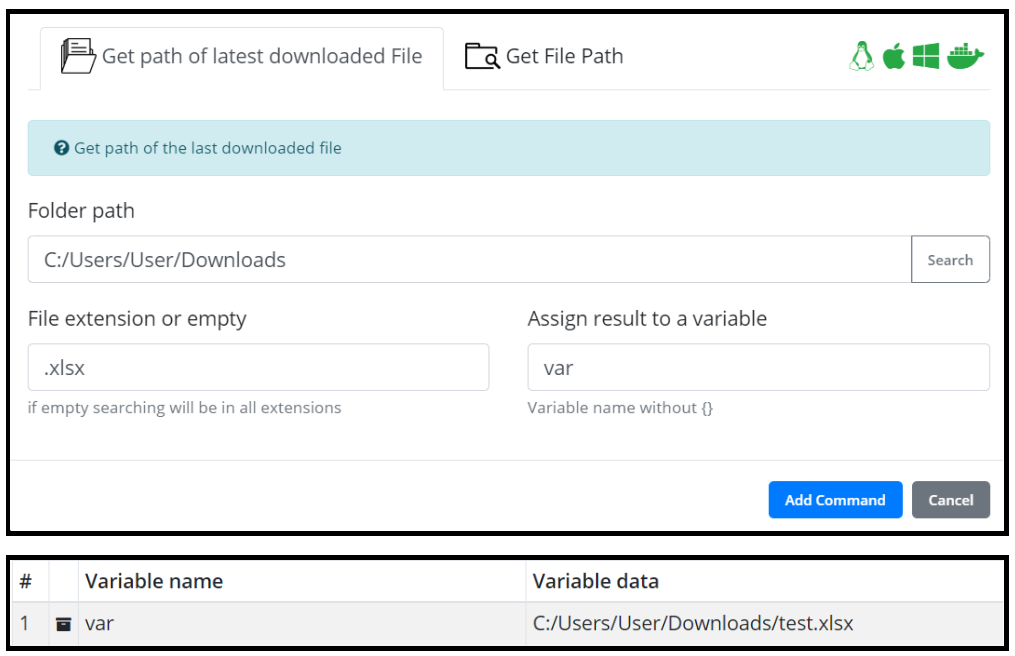 Get path of latest downloaded File
Get File Path
Get path of the last downloaded file
Folder path
C:/Users/User/Downloads
Search
File extension or empty
Assign result to a variable
.xlsx
var
if empty searching will be in all extensions
Variable name without {}
Add Command
Cancel
# Variable name Variable data
1 var C:/Users/User/Downloads/test.xlsx